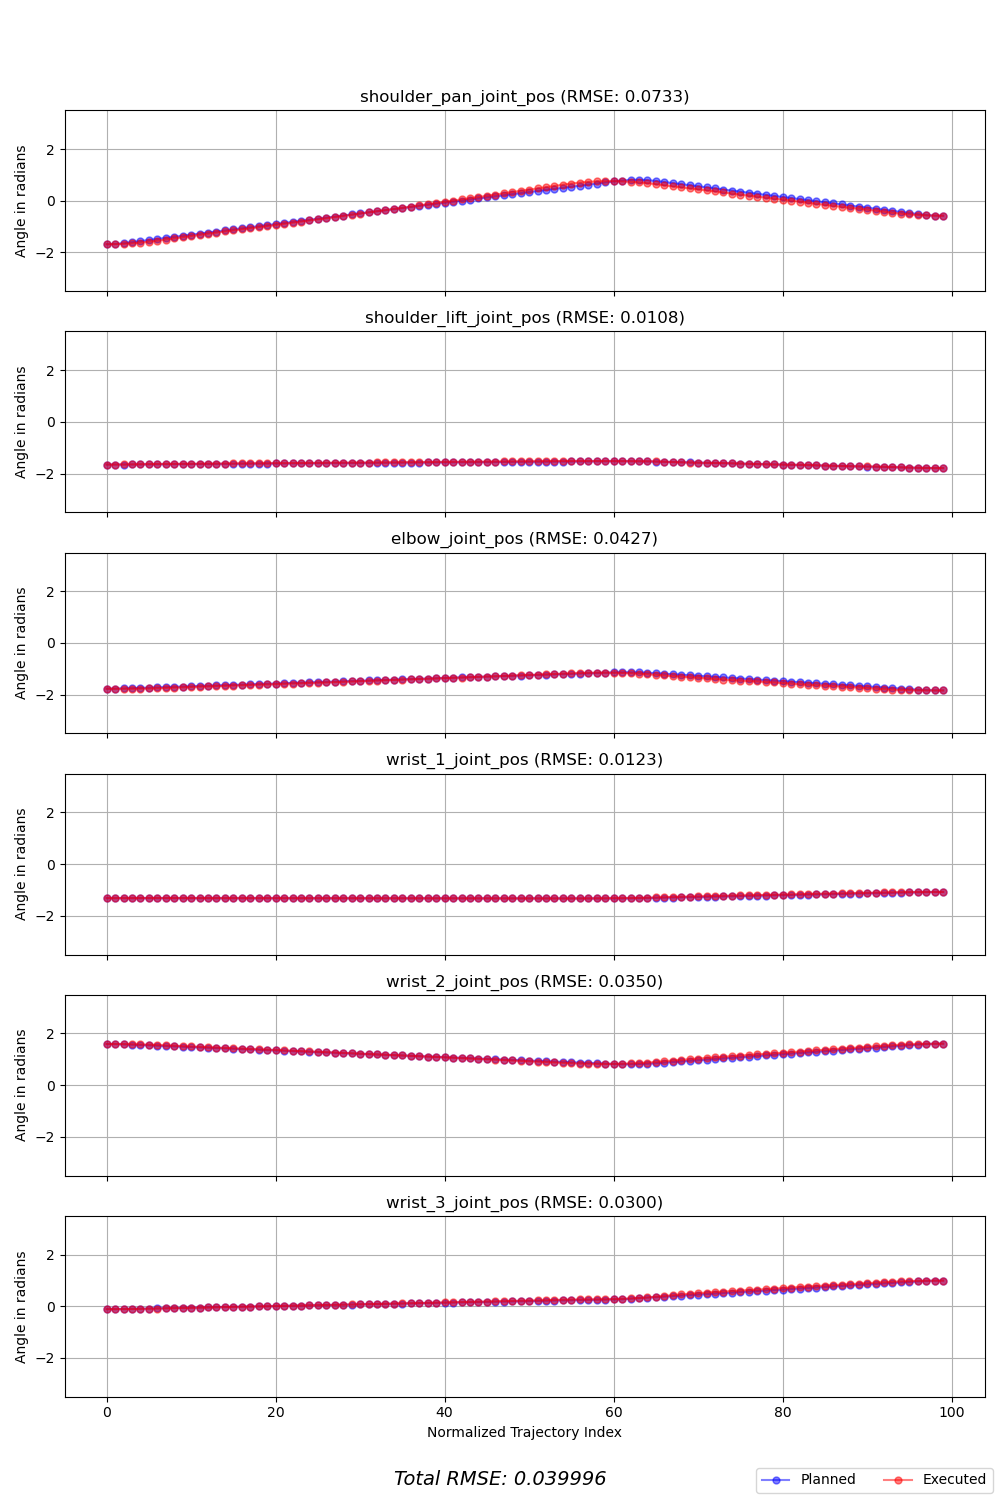 shoulder_pan_joint_pos (RMSE: 0.0733)
Angle in radians
2
0
−2
shoulder_lift_joint_pos (RMSE: 0.0108)
Angle in radians
2
0
−2
elbow_joint_pos (RMSE: 0.0427)
Angle in radians
2
0
−2
wrist_1_joint_pos (RMSE: 0.0123)
Angle in radians
2
0
−2
wrist_2_joint_pos (RMSE: 0.0350)
Angle in radians
2
0
−2
wrist_3_joint_pos (RMSE: 0.0300)
Angle in radians
2
0
−2
0 20 40 60 80 100
Normalized Trajectory Index
Total RMSE: 0.039996
Planned Executed